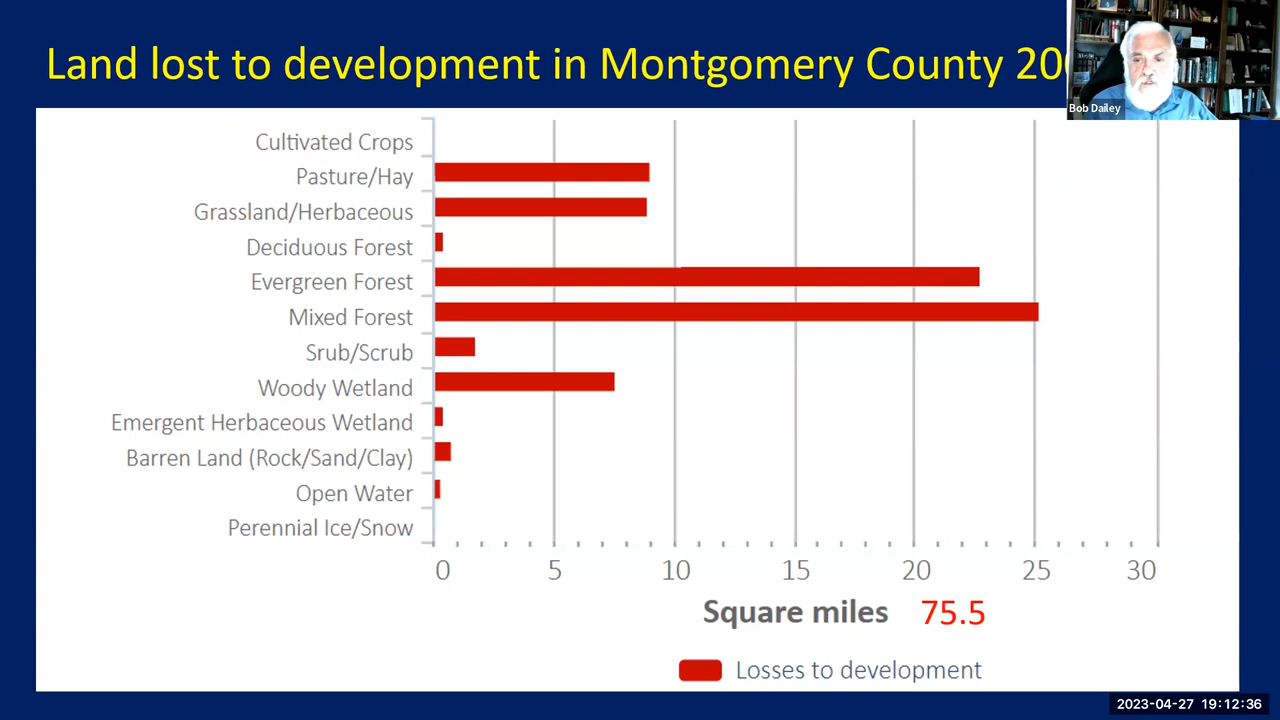 Land lost to development in Montgomery County
Bob Dailey
Cultivated Crops
Pasture/Hay
Grassland/Herbaceous
Deciduous Forest
Evergreen Forest
Mixed Forest
Srub/Scrub
Woody Wetland
Emergent Herbaceous Wetland
Barren Land (Rock/Sand/Clay)
Open Water
Perennial Ice/Snow
0 5 10 15 20 25 30
Square miles 75.5
Losses to development
2023-04-27 19:12:36